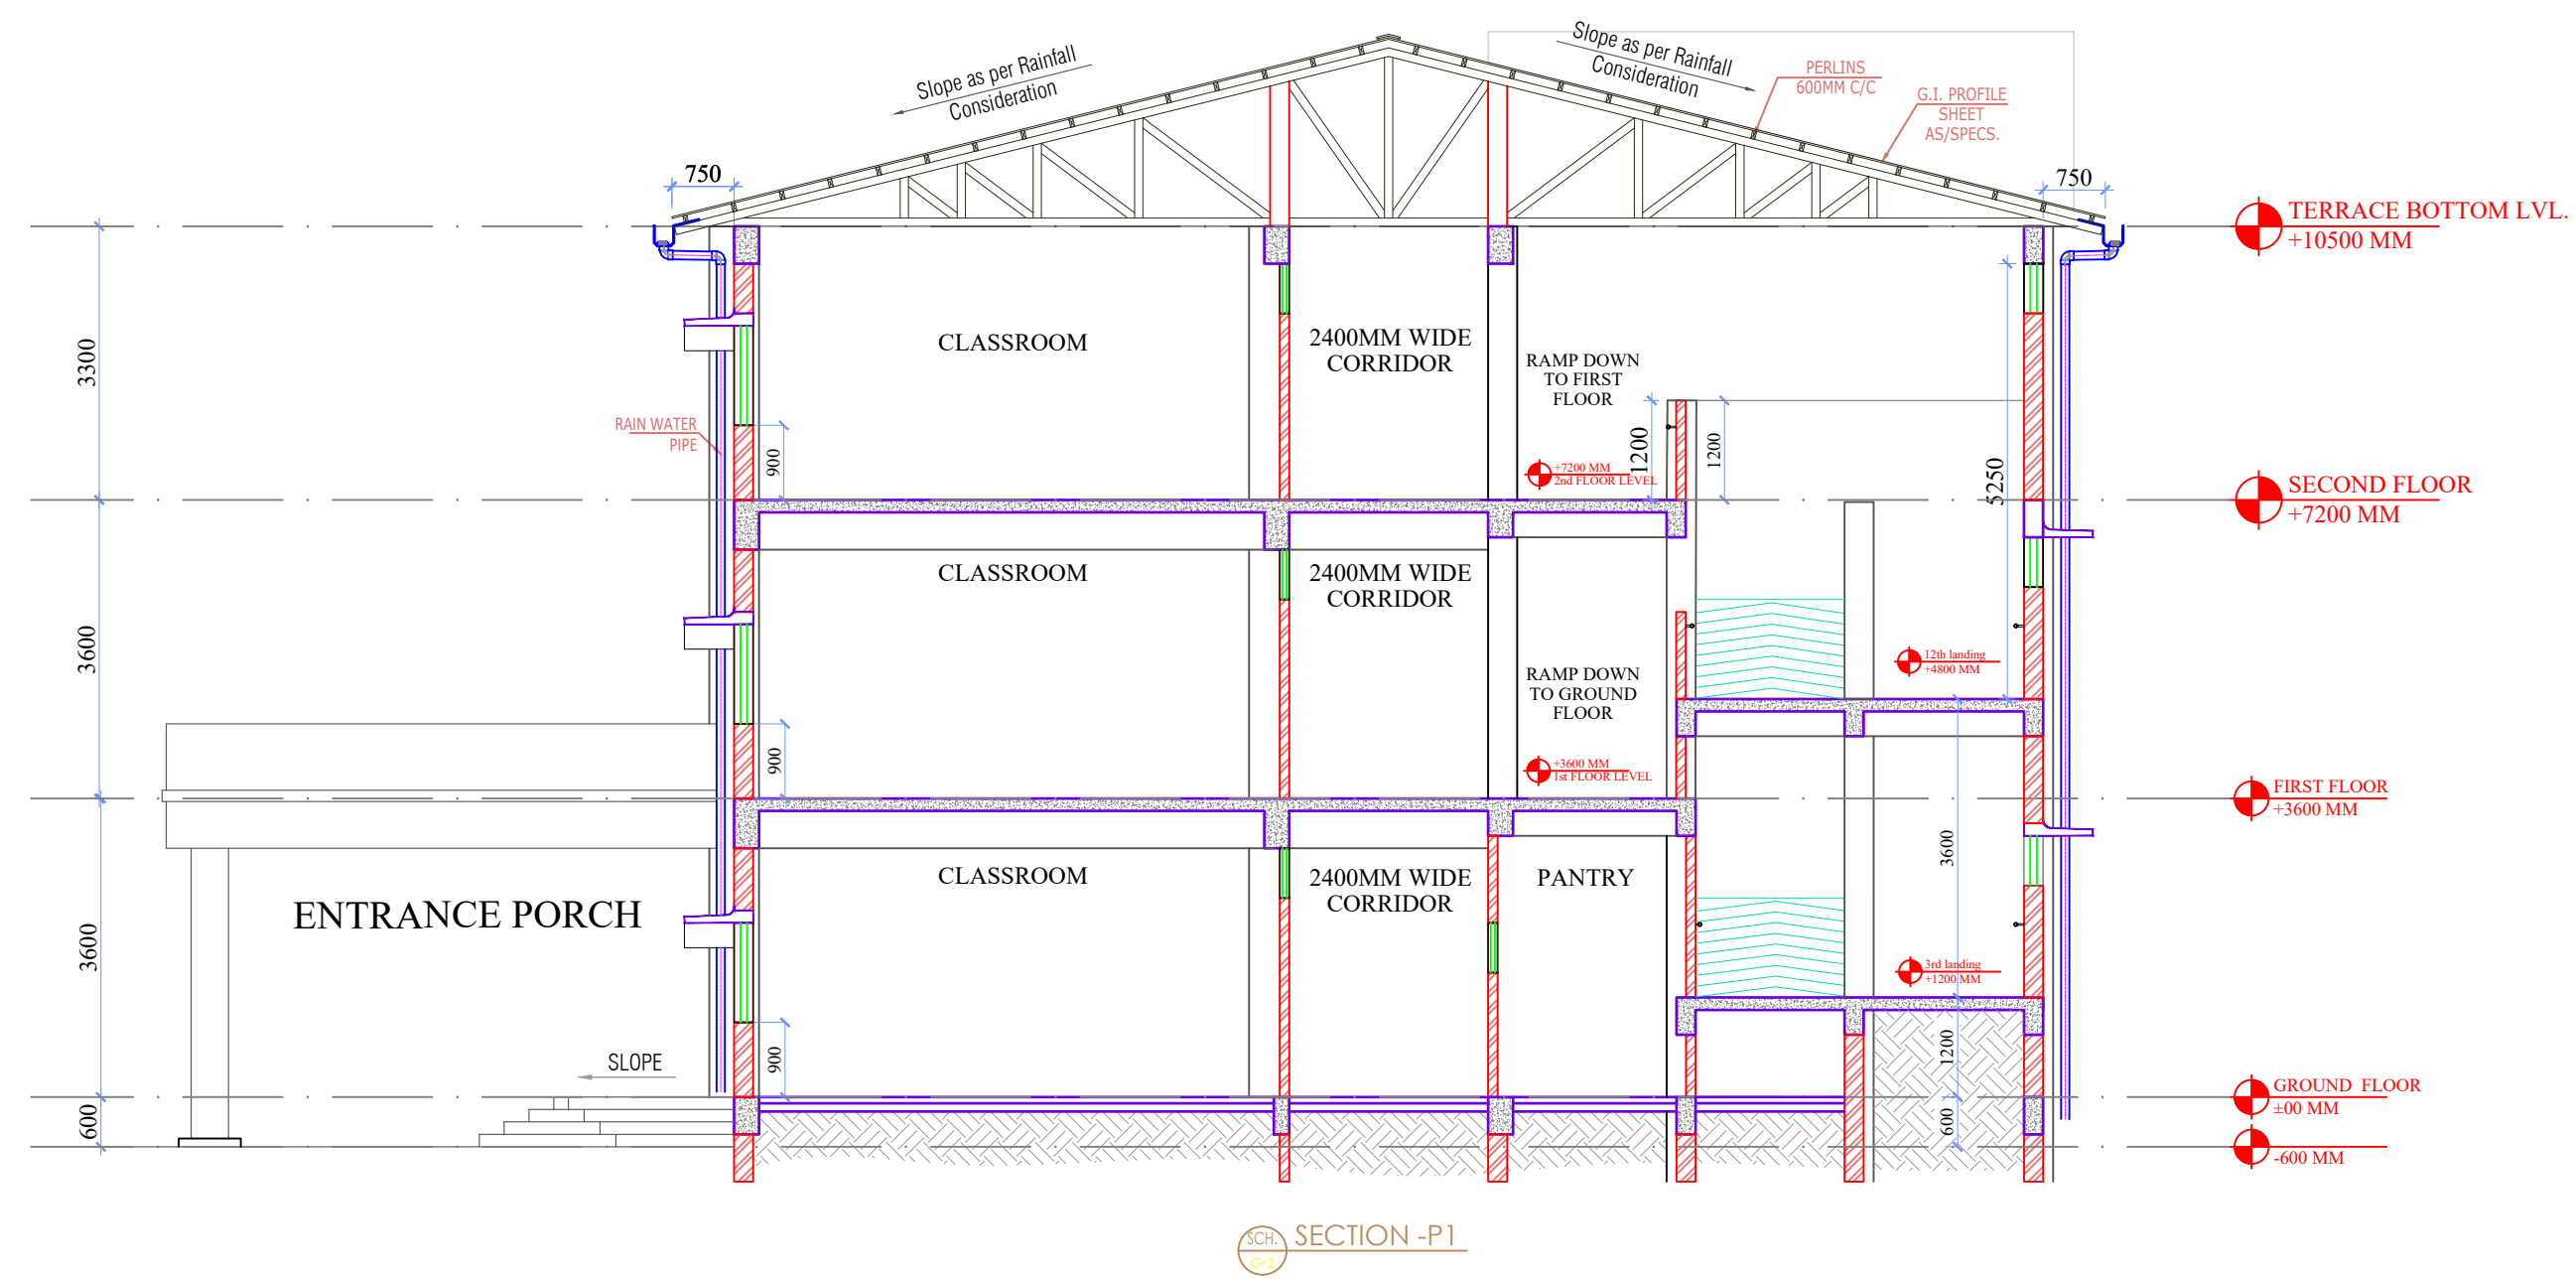 Slope as per Rainfall
Consideration
Slope as per Rainfall
Consideration
PERLINS
600MM C/C
G.I. PROFILE
SHEET
AS/SPECS.
750
750
TERRACE BOTTOM LVL.
+10500 MM
3300
CLASSROOM
2400MM WIDE
CORRIDOR
RAMP DOWN
TO FIRST
FLOOR
RAIN WATER
PIPE
900
+7200 MM
2nd FLOOR LEVEL
1200
1200
5250
SECOND FLOOR
+7200 MM
3600
CLASSROOM
2400MM WIDE
CORRIDOR
RAMP DOWN
TO GROUND
FLOOR
12th landing
+4800 MM
900
+3600 MM
1st FLOOR LEVEL
FIRST FLOOR
+3600 MM
3600
ENTRANCE PORCH
CLASSROOM
2400MM WIDE
CORRIDOR
PANTRY
3600
3rd landing
+1200 MM
SLOPE
900
1200
GROUND FLOOR
±00 MM
600
600
-600 MM
SCH.
G+2
SECTION -P1